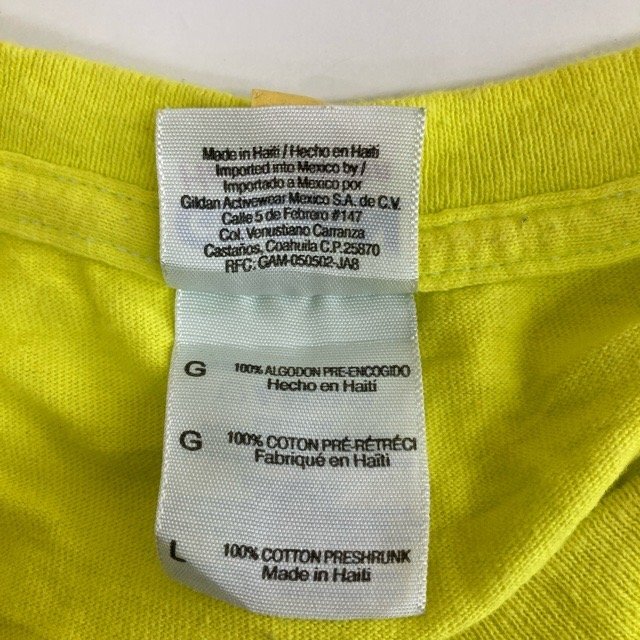 Made in Haiti / Hecho en Haiti
Imported into Mexico by /
Importado a Mexico por
Gildan Activewear Mexico S.A. de C.V.
Calle 5 de Febrero #147
Col. Venustiano Carranza
Castaños, Coahuila C.P. 25870
RFC: GAM-050502-JA8
G 100% ALGODON PRE-ENCOGIDO
Hecho en Haití
G 100% COTON PRÉ-RÉTRÉCI
Fabriqué en Haïti
L 100% COTTON PRESHRUNK
Made in Haiti